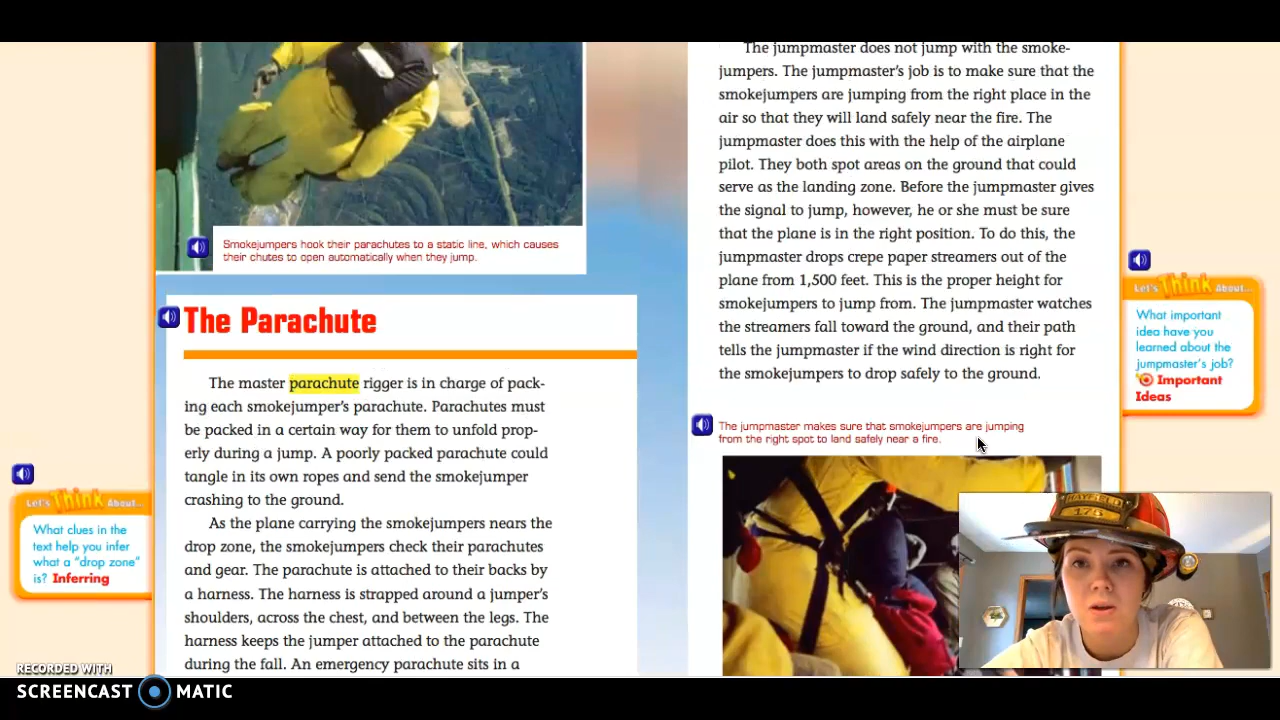 Smokejumpers hook their parachutes to a static line, which causes
their chutes to open automatically when they jump.
The Parachute
The master parachute rigger is in charge of pack-
ing each smokejumper's parachute. Parachutes must
be packed in a certain way for them to unfold prop-
erly during a jump. A poorly packed parachute could
tangle in its own ropes and send the smokejumper
crashing to the ground.
As the plane carrying the smokejumpers nears the
drop zone, the smokejumpers check their parachutes
and gear. The parachute is attached to their backs by
a harness. The harness is strapped around a jumper's
shoulders, across the chest, and between the legs. The
harness keeps the jumper attached to the parachute
during the fall. An emergency parachute sits in a
Let's Think About...
What clues in the
text help you infer
what a "drop zone"
is? Inferring
The jumpmaster does not jump with the smoke-
jumpers. The jumpmaster's job is to make sure that the
smokejumpers are jumping from the right place in the
air so that they will land safely near the fire. The
jumpmaster does this with the help of the airplane
pilot. They both spot areas on the ground that could
serve as the landing zone. Before the jumpmaster gives
the signal to jump, however, he or she must be sure
that the plane is in the right position. To do this, the
jumpmaster drops crepe paper streamers out of the
plane from 1,500 feet. This is the proper height for
smokejumpers to jump from. The jumpmaster watches
the streamers fall toward the ground, and their path
tells the jumpmaster if the wind direction is right for
the smokejumpers to drop safely to the ground.
Let's Think About...
What important
idea have you
learned about the
jumpmaster's job?
Important
Ideas
The jumpmaster makes sure that smokejumpers are jumping
from the right spot to land safely near a fire.
175
RECORDED WITH
SCREENCAST MATIC